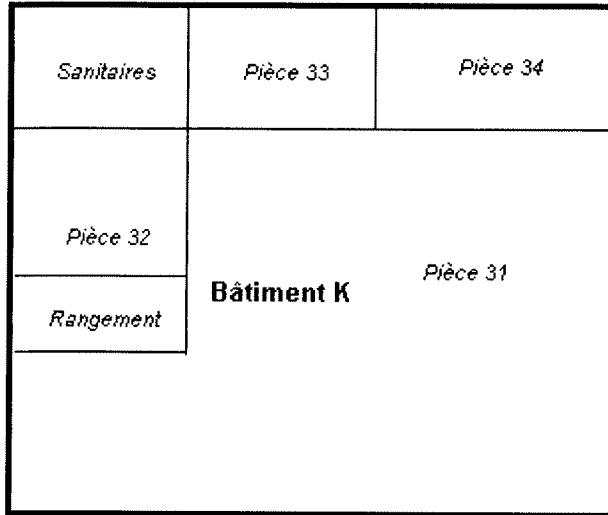 Sanitaires
Pièce 33
Pièce 34
Pièce 32
Pièce 31
Bâtiment K
Rangement